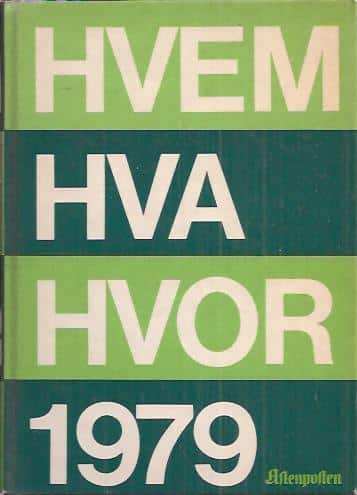 HVEM
HVA
HVOR
1979
Aftenposten